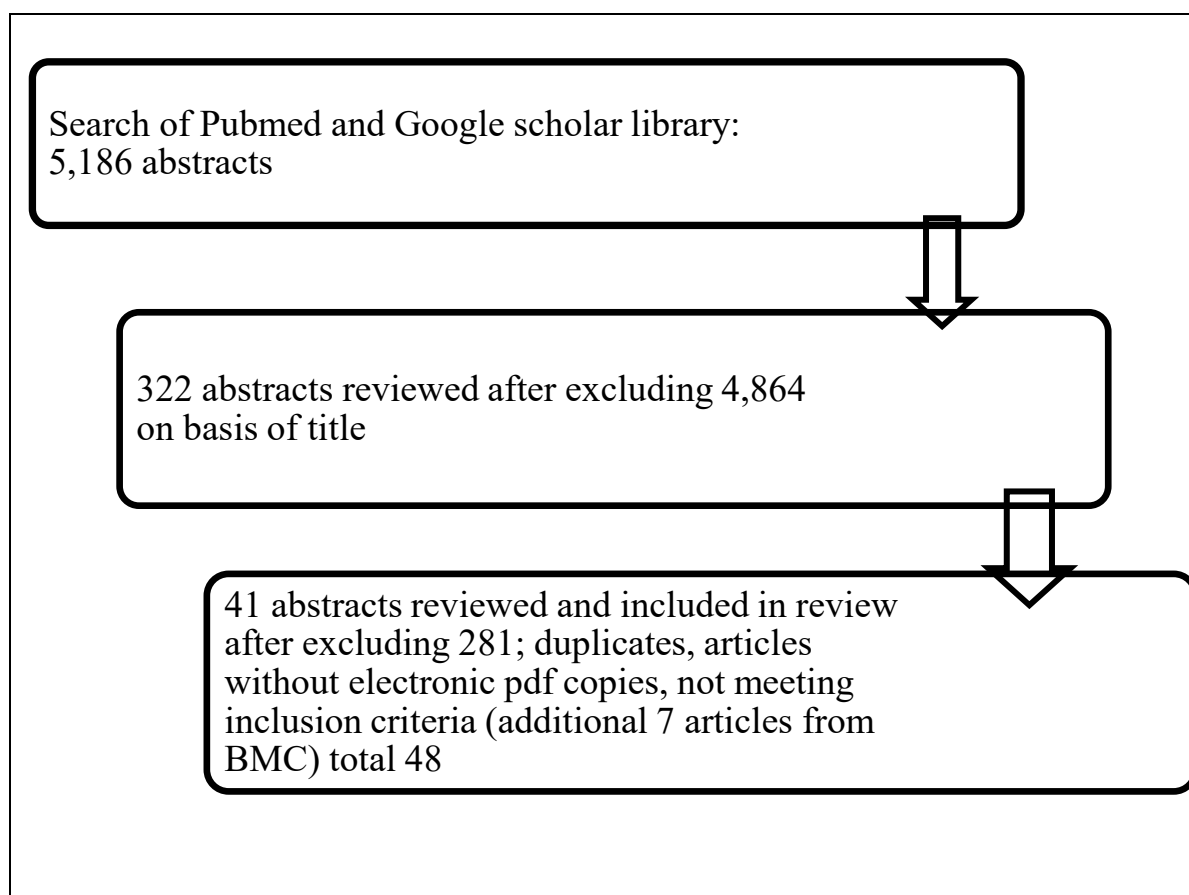 Search of Pubmed and Google scholar library:
5,186 abstracts
322 abstracts reviewed after excluding 4,864
on basis of title
41 abstracts reviewed and included in review
after excluding 281; duplicates, articles
without electronic pdf copies, not meeting
inclusion criteria (additional 7 articles from
BMC) total 48